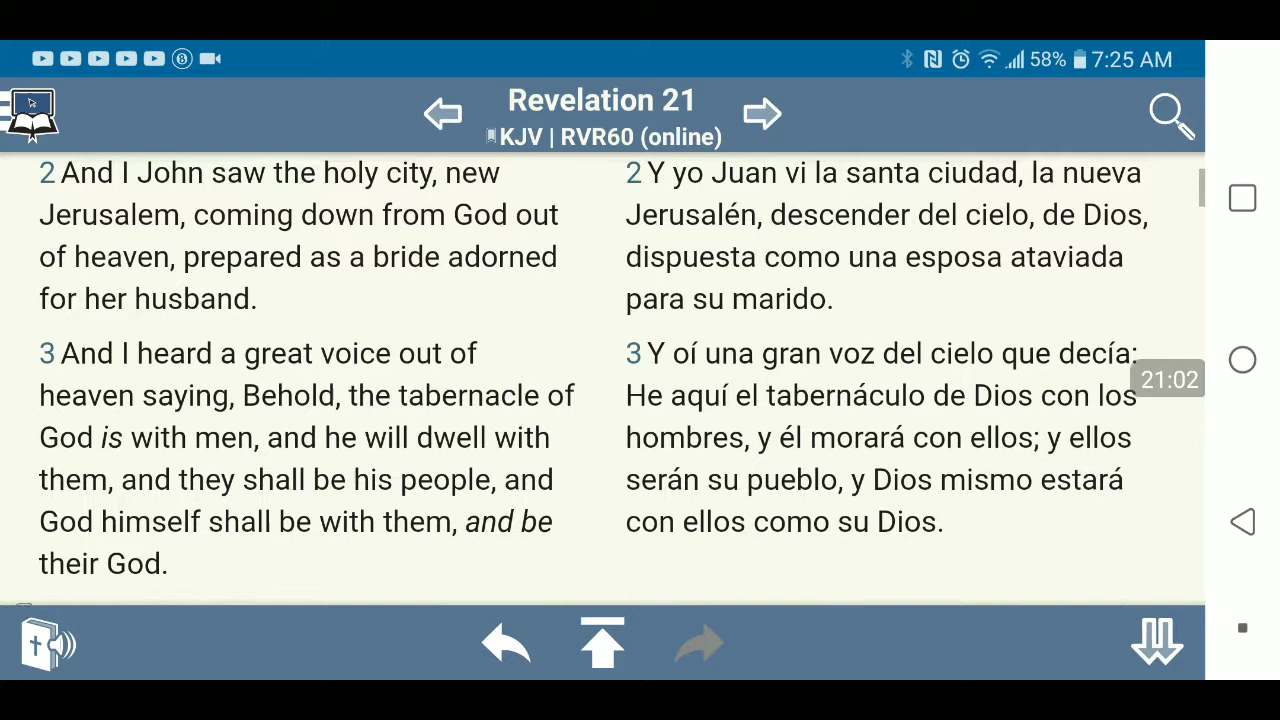 58% 7:25 AM
Revelation 21
KJV | RVR60 (online)
2 And I John saw the holy city, new
Jerusalem, coming down from God out
of heaven, prepared as a bride adorned
for her husband.
3 And I heard a great voice out of
heaven saying, Behold, the tabernacle of
God is with men, and he will dwell with
them, and they shall be his people, and
God himself shall be with them, and be
their God.
2 Y yo Juan vi la santa ciudad, la nueva
Jerusalén, descender del cielo, de Dios,
dispuesta como una esposa ataviada
para su marido.
3 Y oí una gran voz del cielo que decía:
He aquí el tabernáculo de Dios con los
hombres, y él morará con ellos; y ellos
serán su pueblo, y Dios mismo estará
con ellos como su Dios.
21:02